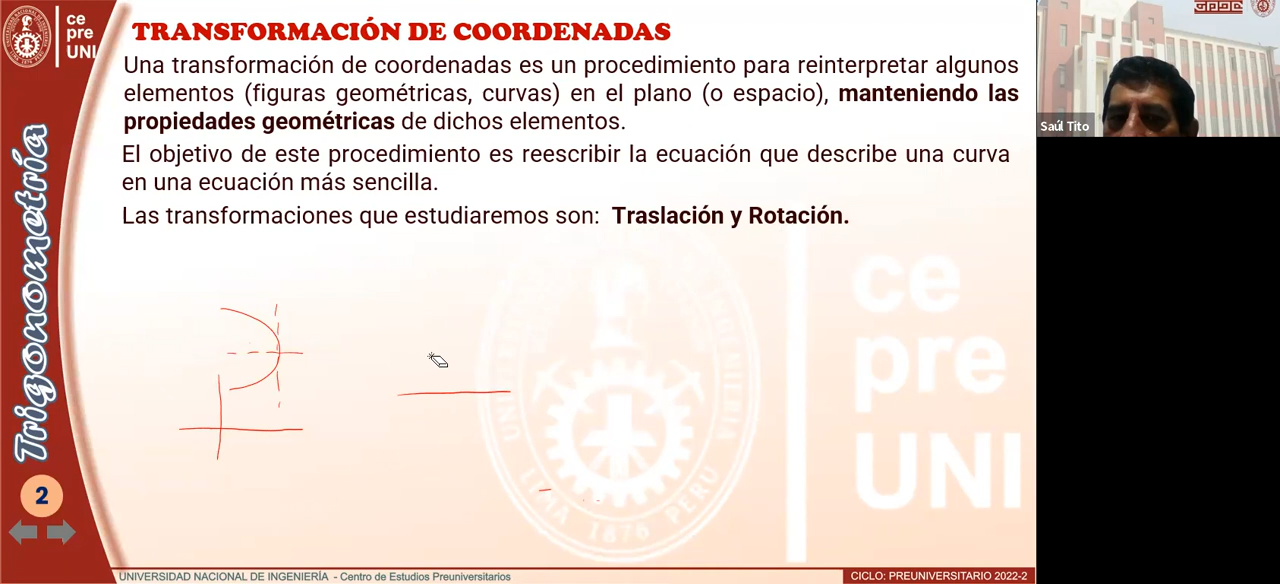 ce
pre
UNI
TRANSFORMACIÓN DE COORDENADAS
Una transformación de coordenadas es un procedimiento para reinterpretar algunos
elementos (figuras geométricas, curvas) en el plano (o espacio), manteniendo las
propiedades geométricas de dichos elementos.
El objetivo de este procedimiento es reescribir la ecuación que describe una curva
en una ecuación más sencilla.
Las transformaciones que estudiaremos son: Traslación y Rotación.
Saúl Tito
Trigonometría
ce
pre
UNI
LIMA 1876 PERU
2
UNIVERSIDAD NACIONAL DE INGENIERÍA - Centro de Estudios Preuniversitarios
CICLO: PREUNIVERSITARIO 2022-2